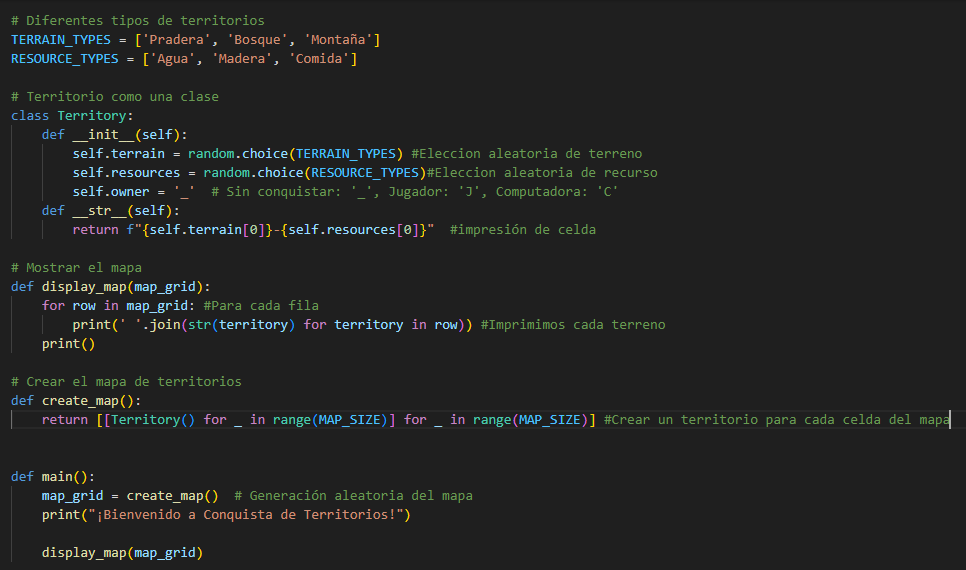 # Diferentes tipos de territorios
TERRAIN_TYPES = ['Pradera', 'Bosque', 'Montaña']
RESOURCE_TYPES = ['Agua', 'Madera', 'Comida']
# Territorio como una clase
class Territory:
    def __init__(self):
        self.terrain = random.choice(TERRAIN_TYPES) #Eleccion aleatoria de terreno
        self.resources = random.choice(RESOURCE_TYPES)#Eleccion aleatoria de recurso
        self.owner = '_'  # Sin conquistar: '_', Jugador: 'J', Computadora: 'C'
    def __str__(self):
        return f"{self.terrain[0]}-{self.resources[0]}"  #impresión de celda
# Mostrar el mapa
def display_map(map_grid):
    for row in map_grid: #Para cada fila
        print(' '.join(str(territory) for territory in row)) #Imprimimos cada terreno
    print()
# Crear el mapa de territorios
def create_map():
    return [[Territory() for _ in range(MAP_SIZE)] for _ in range(MAP_SIZE)] #Crear un territorio para cada celda del mapa
def main():
    map_grid = create_map()  # Generación aleatoria del mapa
    print("¡Bienvenido a Conquista de Territorios!")
    display_map(map_grid)